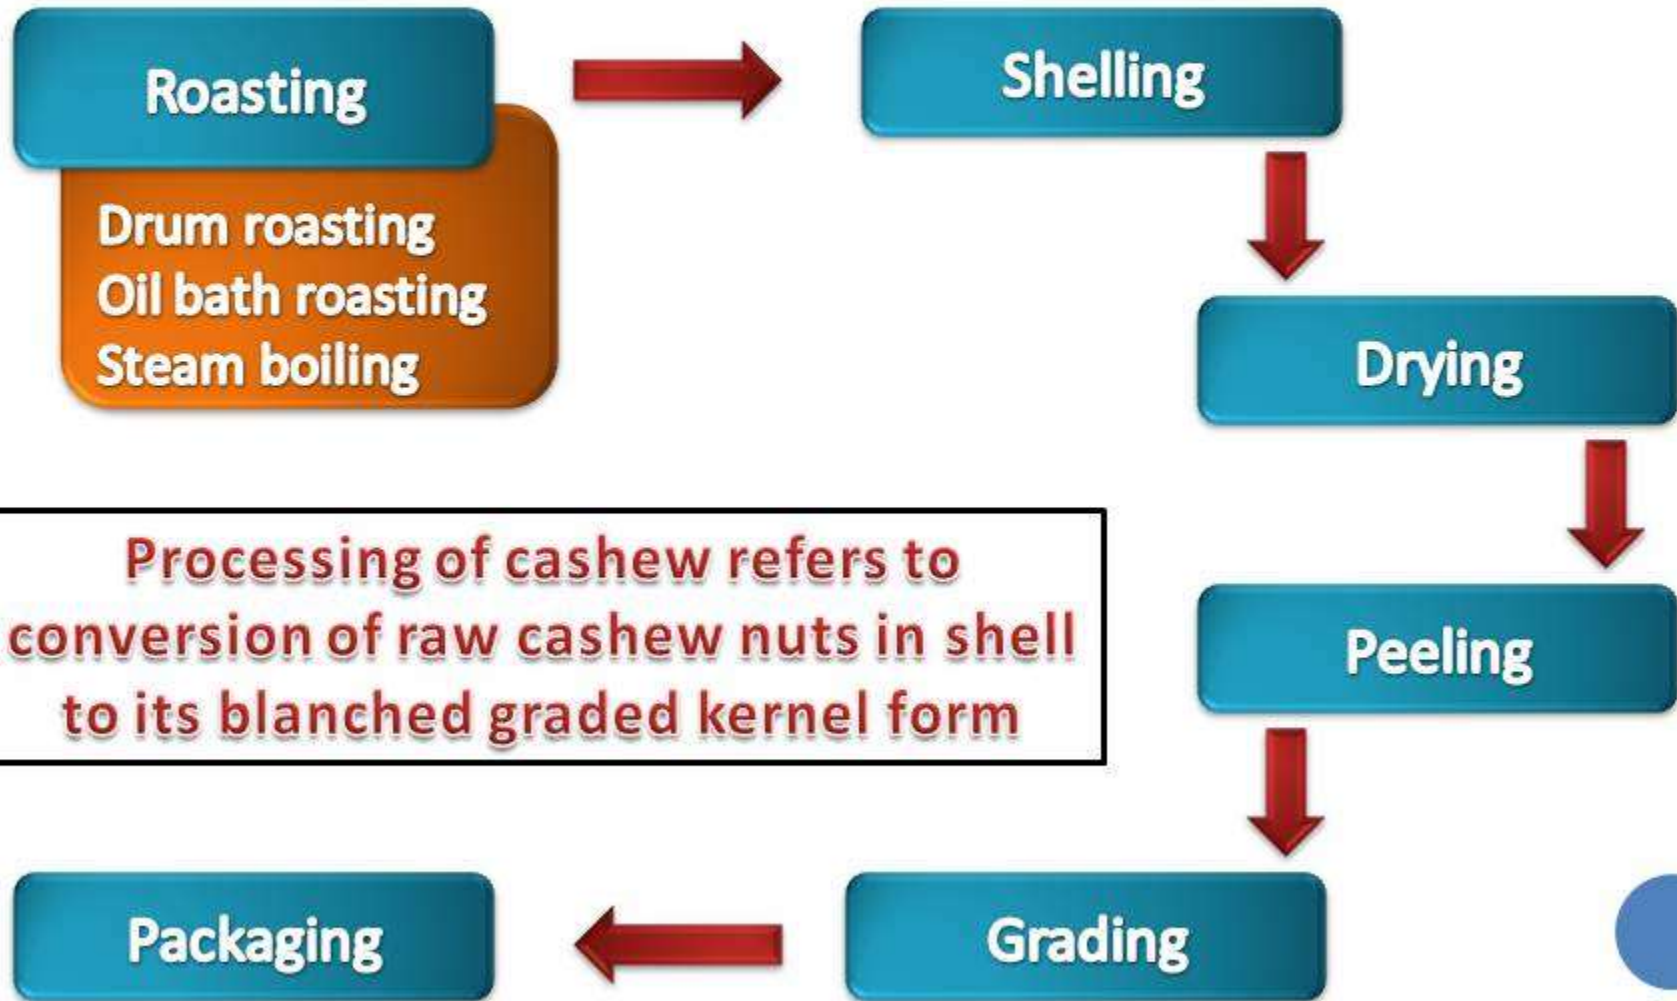 Roasting
Drum roasting
Oil bath roasting
Steam boiling
Shelling
Drying
Peeling
Processing of cashew refers to
conversion of raw cashew nuts in shell
to its blanched graded kernel form
Grading
Packaging